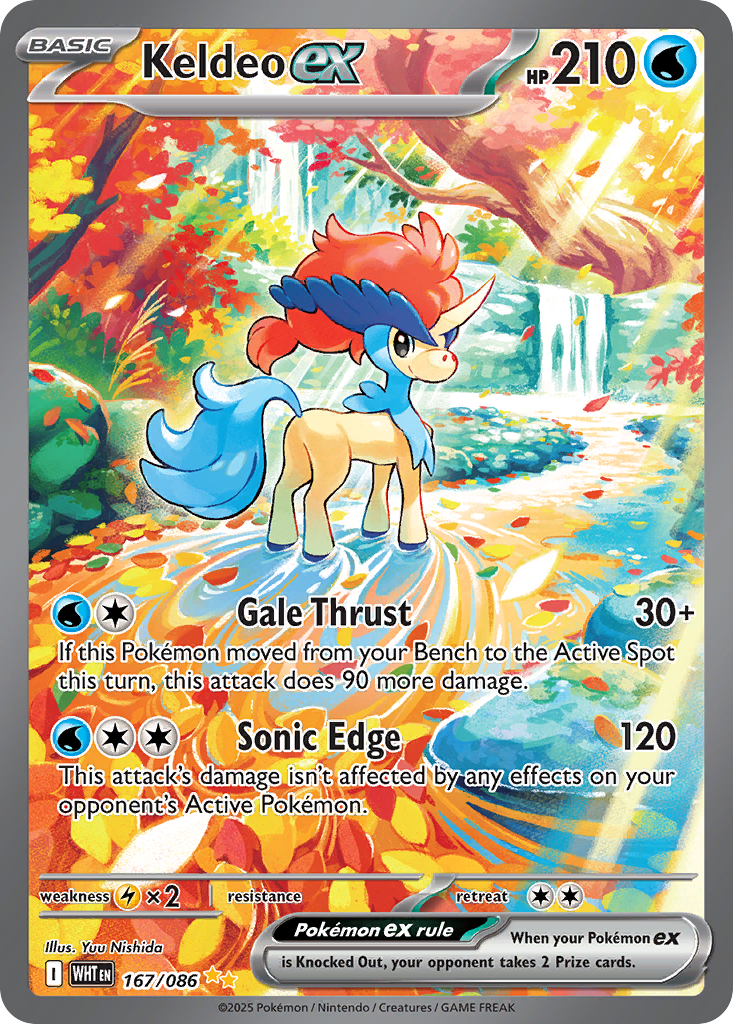 BASIC
Keldeo ex
HP 210
Gale Thrust 30+
If this Pokémon moved from your Bench to the Active Spot
this turn, this attack does 90 more damage.
Sonic Edge 120
This attack's damage isn't affected by any effects on your
opponent's Active Pokémon.
weakness ×2 resistance retreat
Illus. Yuu Nishida
Pokémon ex rule
When your Pokémon ex
is Knocked Out, your opponent takes 2 Prize cards.
I WHT EN 167/086
©2025 Pokémon / Nintendo / Creatures / GAME FREAK